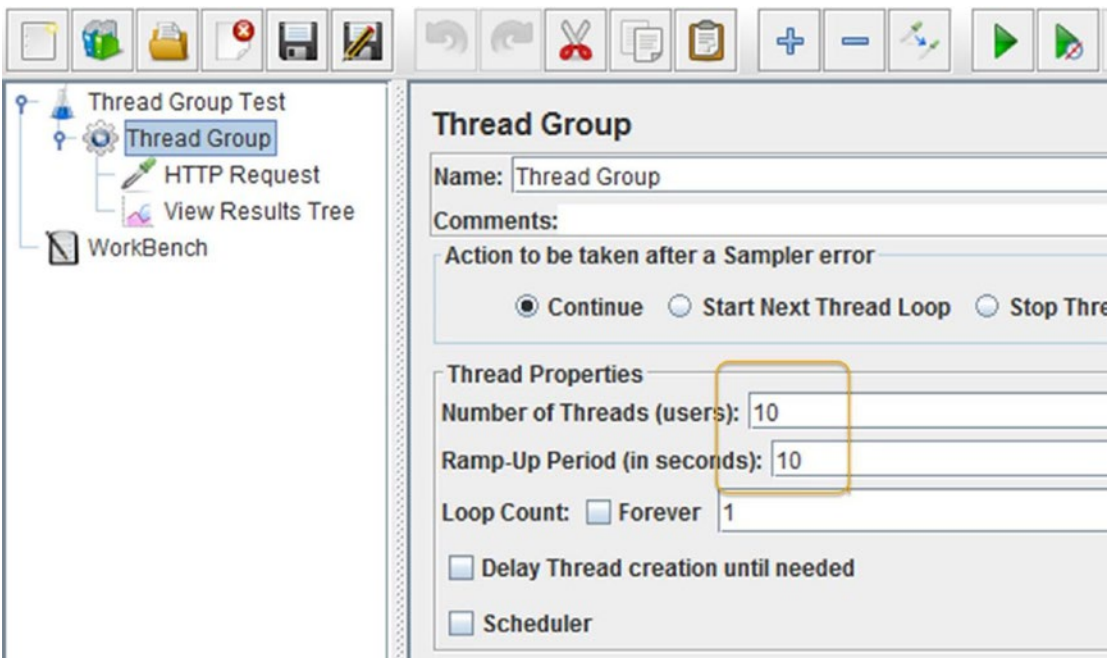 Thread Group Test
Thread Group
HTTP Request
View Results Tree
WorkBench
Thread Group
Name: Thread Group
Comments:
Action to be taken after a Sampler error
Continue Start Next Thread Loop Stop Thre
Thread Properties
Number of Threads (users): 10
Ramp-Up Period (in seconds): 10
Loop Count: Forever 1
Delay Thread creation until needed
Scheduler